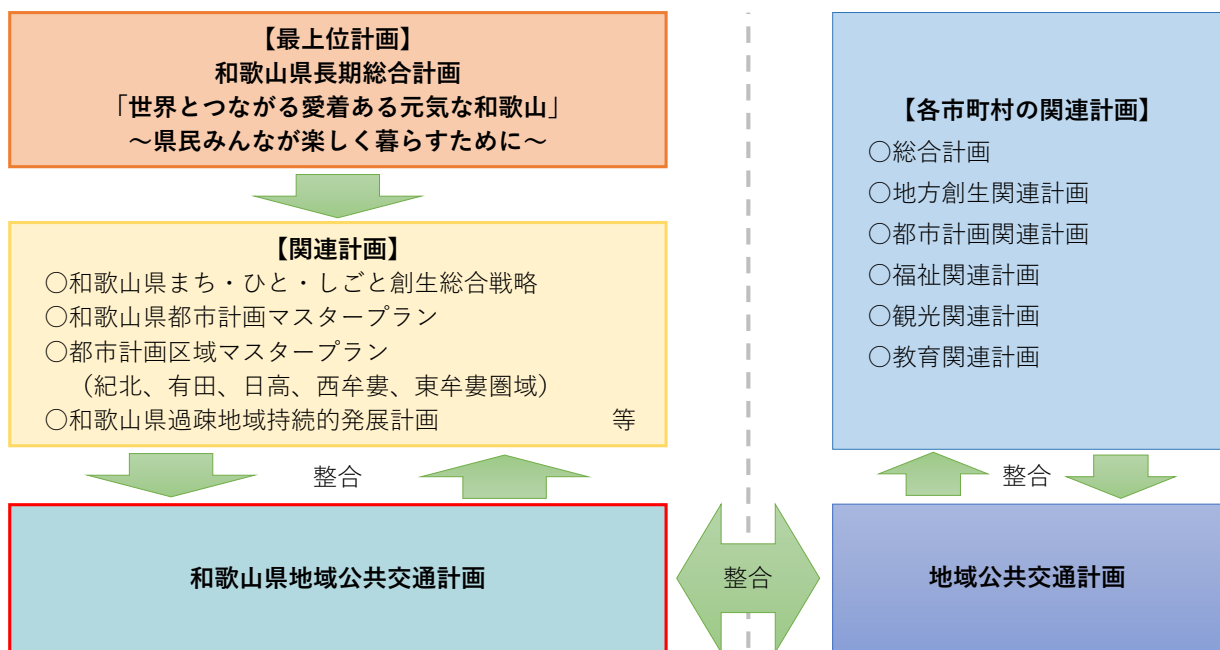 【最上位計画】
和歌山県長期総合計画
「世界とつながる愛着ある元気な和歌山」
～県民みんなが楽しく暮らすために～
【関連計画】
○和歌山県まち・ひと・しごと創生総合戦略
○和歌山県都市計画マスタープラン
○都市計画区域マスタープラン
（紀北、有田、日高、西牟婁、東牟婁圏域）
○和歌山県過疎地域持続的発展計画 等
整合
和歌山県地域公共交通計画
整合
【各市町村の関連計画】
○総合計画
○地方創生関連計画
○都市計画関連計画
○福祉関連計画
○観光関連計画
○教育関連計画
整合
地域公共交通計画